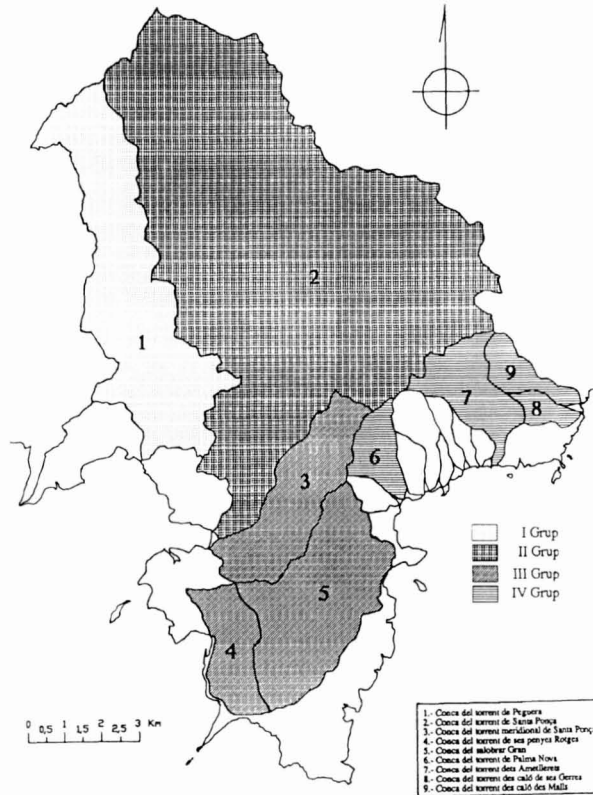 2
1
9
7
8
6
3
I Grup
II Grup
III Grup
IV Grup
5
4
0 0,5 1 1,5 2 2,5 3 Km
1.- Conca del torrent de Peguera
2.- Conca del torrent de Santa Ponça
3.- Conca del torrent meridional de Santa Ponça
4.- Conca del torrent de ses penyes Rotges
5.- Conca del salobrar Gran
6.- Conca del torrent de Palma Nova
7.- Conca del torrent dels Ametllerets
8.- Conca del torrent des caló de ses Gerres
9.- Conca del torrent des caló des Malls